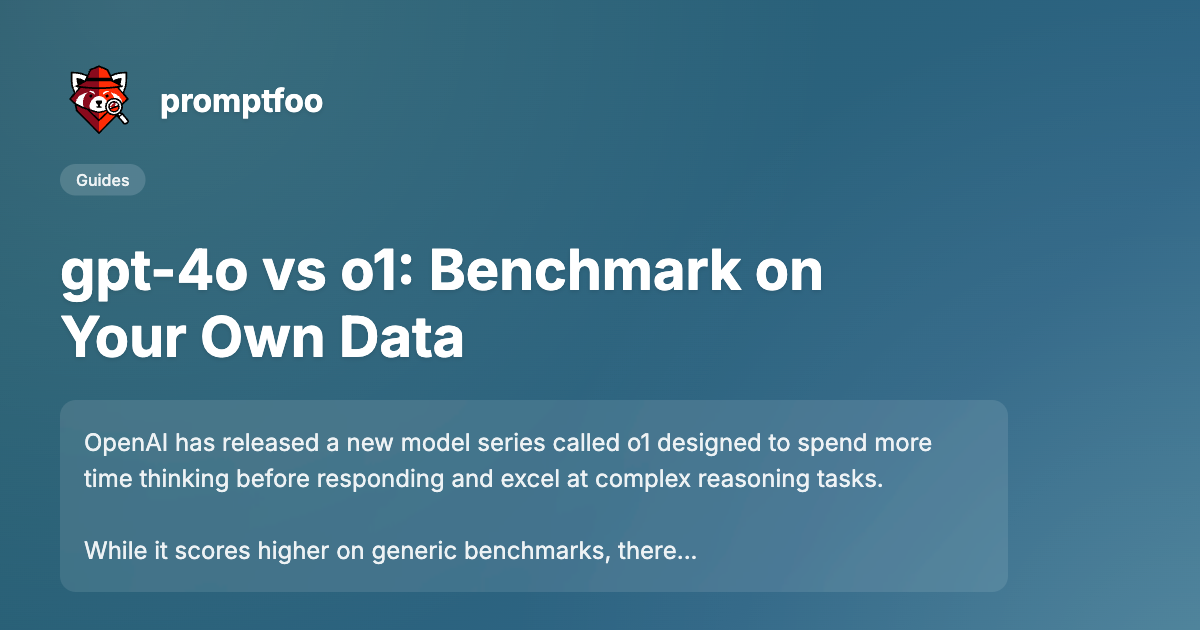 promptfoo
Guides
gpt-4o vs o1: Benchmark on
Your Own Data
OpenAI has released a new model series called o1 designed to spend more
time thinking before responding and excel at complex reasoning tasks.
While it scores higher on generic benchmarks, there...